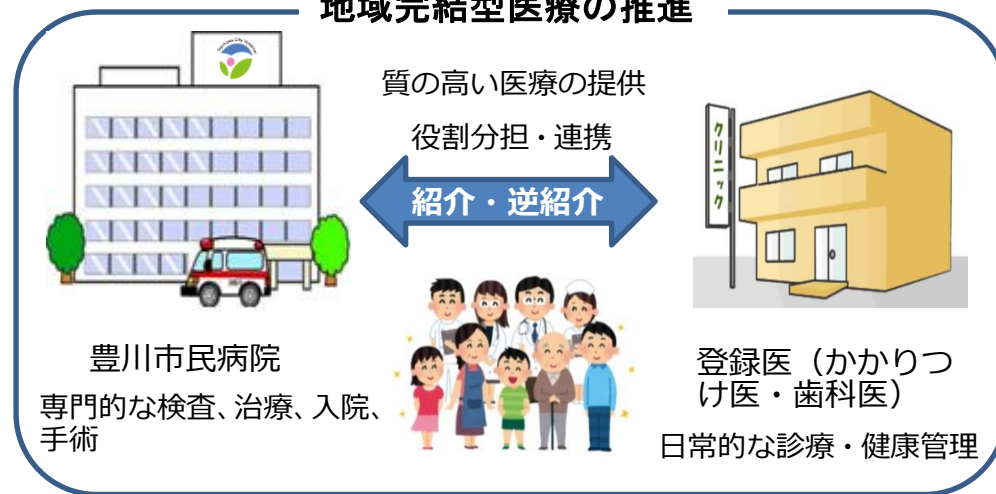 地域完結型医療の推進
質の高い医療の提供
役割分担・連携
紹介・逆紹介
クリニック
豊川市民病院
専門的な検査、治療、入院、
手術
登録医（かかりつ
け医・歯科医）
日常的な診療・健康管理